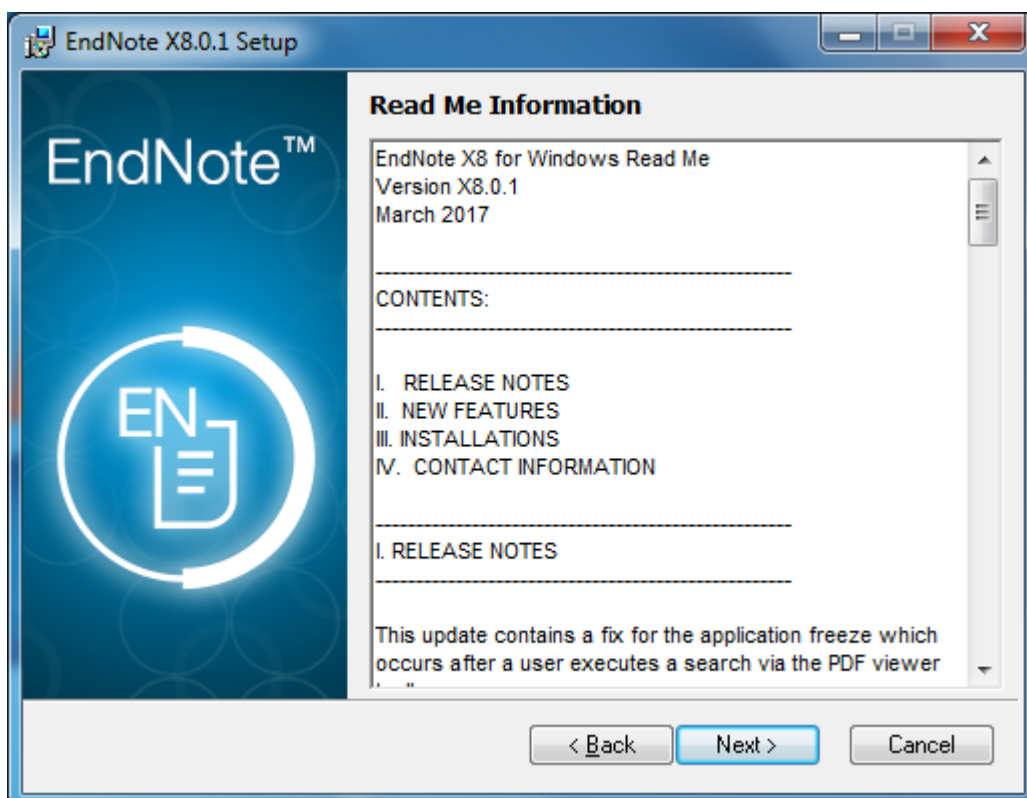 EndNote X8.0.1 Setup
EndNote™
EN
Read Me Information
EndNote X8 for Windows Read Me
Version X8.0.1
March 2017
----------------------------------------------------
CONTENTS:
----------------------------------------------------
I. RELEASE NOTES
II. NEW FEATURES
III. INSTALLATIONS
IV. CONTACT INFORMATION
----------------------------------------------------
I. RELEASE NOTES
----------------------------------------------------
This update contains a fix for the application freeze which
occurs after a user executes a search via the PDF viewer
< Back
Next >
Cancel